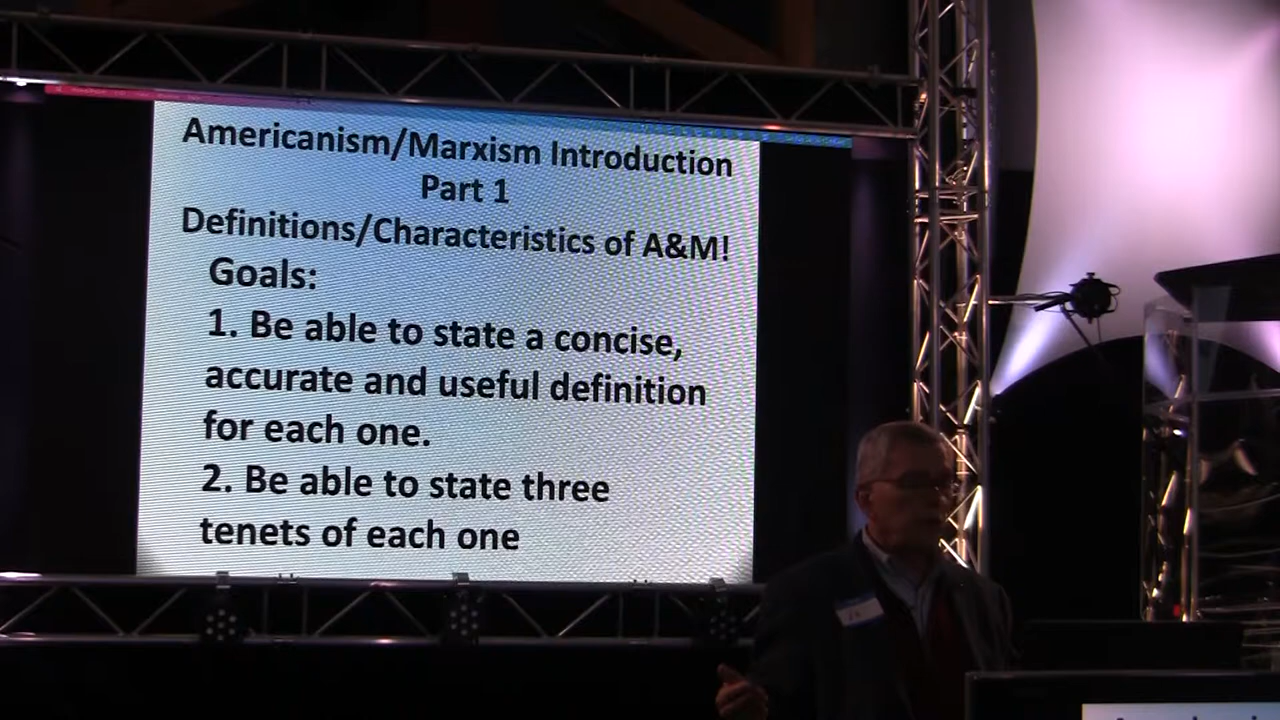 Americanism/Marxism Introduction
Part 1
Definitions/Characteristics of A&M!
Goals:
1. Be able to state a concise,
accurate and useful definition
for each one.
2. Be able to state three
tenets of each one